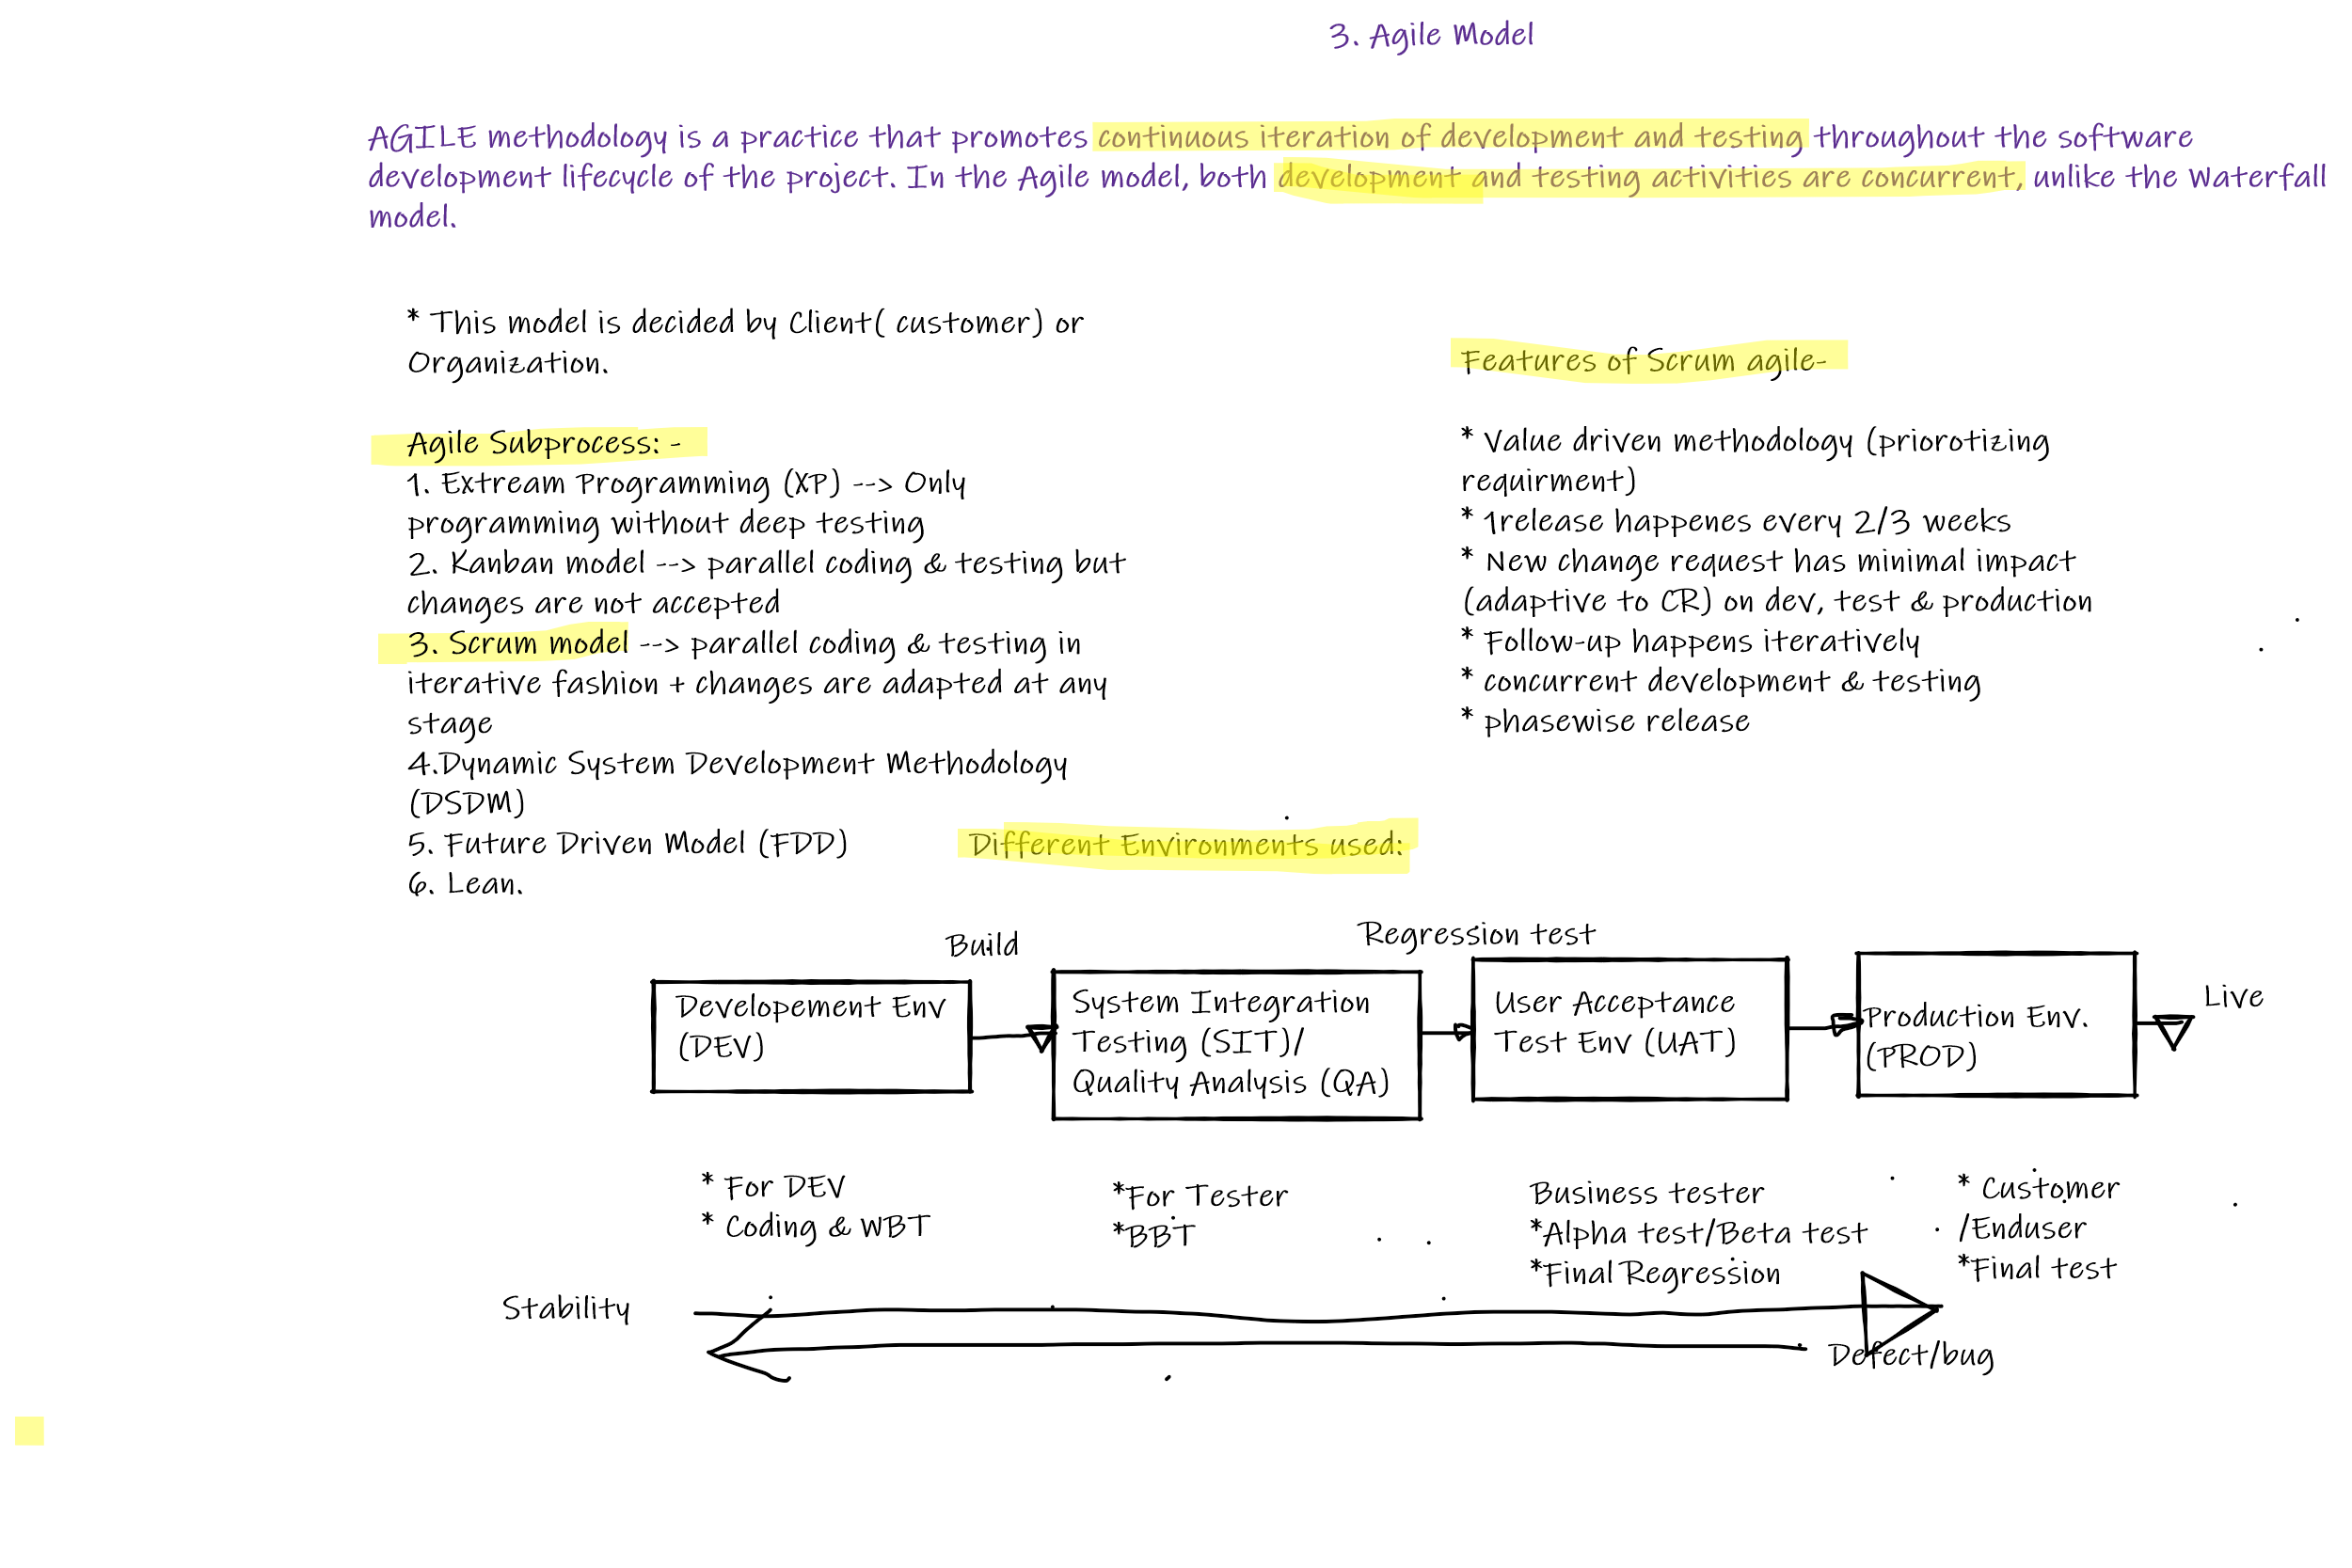 3. Agile Model
AGILE methodology is a practice that promotes continuous iteration of development and testing throughout the software
development lifecycle of the project. In the Agile model, both development and testing activities are concurrent, unlike the Waterfall
model.
* This model is decided by Client( customer) or
Organization.
Agile Subprocess: -
1. Extream Programming (XP) --> Only
programming without deep testing
2. Kanban model --> parallel coding & testing but
changes are not accepted
3. Scrum model --> parallel coding & testing in
iterative fashion + changes are adapted at any
stage
4.Dynamic System Development Methodology
(DSDM)
5. Future Driven Model (FDD)
6. Lean.
Features of Scrum agile-
* Value driven methodology (priorotizing
requirment)
* 1release happenes every 2/3 weeks
* New change request has minimal impact
(adaptive to CR) on dev, test & production
* Follow-up happens iteratively
* concurrent development & testing
* phasewise release
Different Environments used:
Build
Regression test
Developement Env
(DEV)
System Integration
Testing (SIT)/
Quality Analysis (QA)
User Acceptance
Test Env (UAT)
Production Env.
(PROD)
Live
* For DEV
* Coding & WBT
*For Tester
*BBT
Business tester
*Alpha test/Beta test
*Final Regression
* Customer
/Enduser
*Final test
Stability
Defect/bug